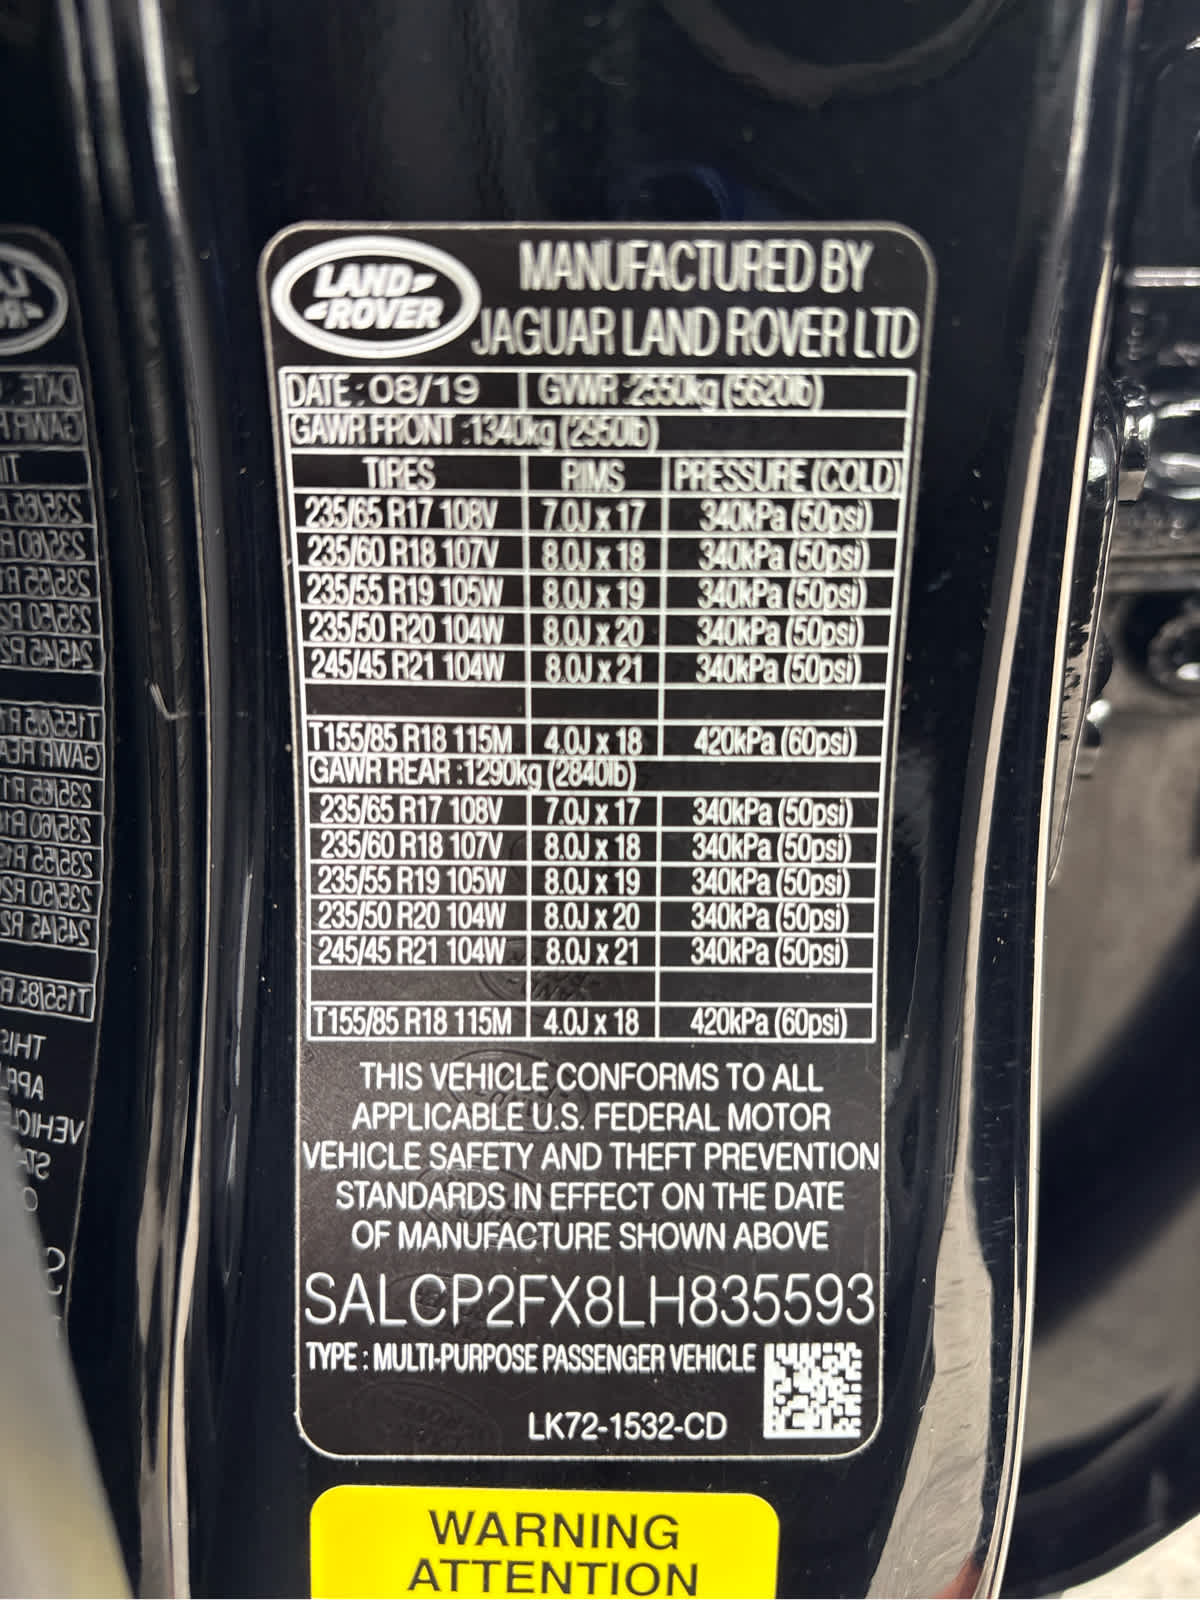 LAND-
-ROVER
MANUFACTURED BY
JAGUAR LAND ROVER LTD
DATE : 08/19 GVWR :2550kg (5620lb)
GAWR FRONT :1340kg (2950lb)
TIRES RIMS PRESSURE (COLD)
235/65 R17 108V 7.0J x 17 340kPa (50psi)
235/60 R18 107V 8.0J x 18 340kPa (50psi)
235/55 R19 105W 8.0J x 19 340kPa (50psi)
235/50 R20 104W 8.0J x 20 340kPa (50psi)
245/45 R21 104W 8.0J x 21 340kPa (50psi)
T155/85 R18 115M 4.0J x 18 420kPa (60psi)
GAWR REAR :1290kg (2840lb)
235/65 R17 108V 7.0J x 17 340kPa (50psi)
235/60 R18 107V 8.0J x 18 340kPa (50psi)
235/55 R19 105W 8.0J x 19 340kPa (50psi)
235/50 R20 104W 8.0J x 20 340kPa (50psi)
245/45 R21 104W 8.0J x 21 340kPa (50psi)
T155/85 R18 115M 4.0J x 18 420kPa (60psi)
THIS VEHICLE CONFORMS TO ALL
APPLICABLE U.S. FEDERAL MOTOR
VEHICLE SAFETY AND THEFT PREVENTION
STANDARDS IN EFFECT ON THE DATE
OF MANUFACTURE SHOWN ABOVE
SALCP2FX8LH835593
TYPE : MULTI-PURPOSE PASSENGER VEHICLE
LK72-1532-CD
WARNING
ATTENTION